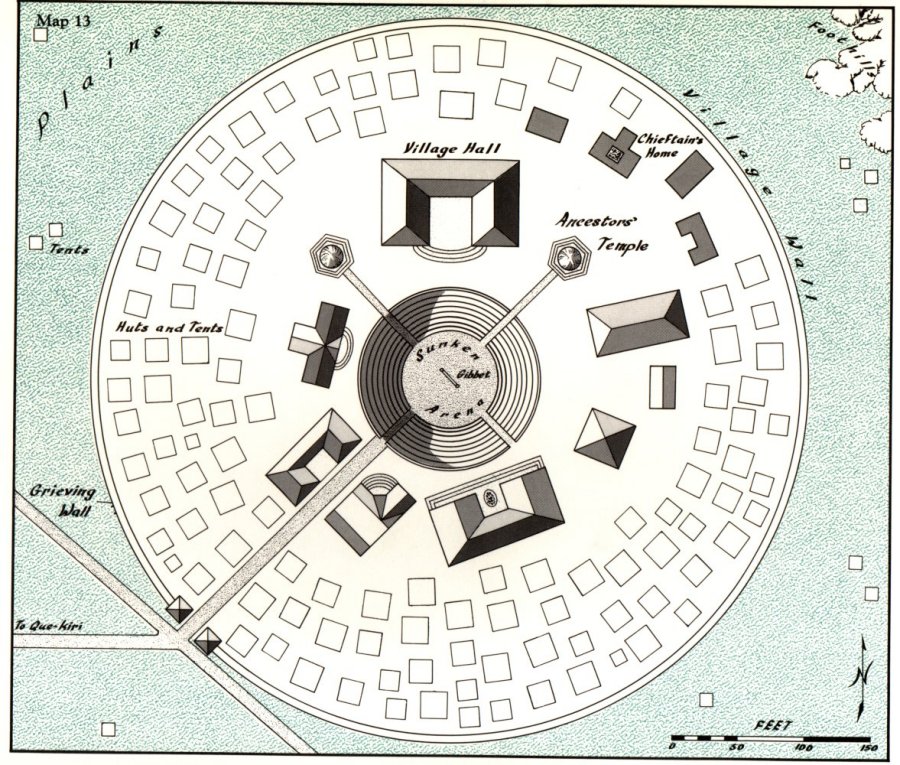 Map 13
Plains
Foothills
Village Wall
Village Hall
Chieftain's
Home
Ancestors'
Temple
Tents
Huts and Tents
Sunken
Gibbet
Arena
Grieving
Wall
To Que-kiri
N
FEET
0 50 100 150